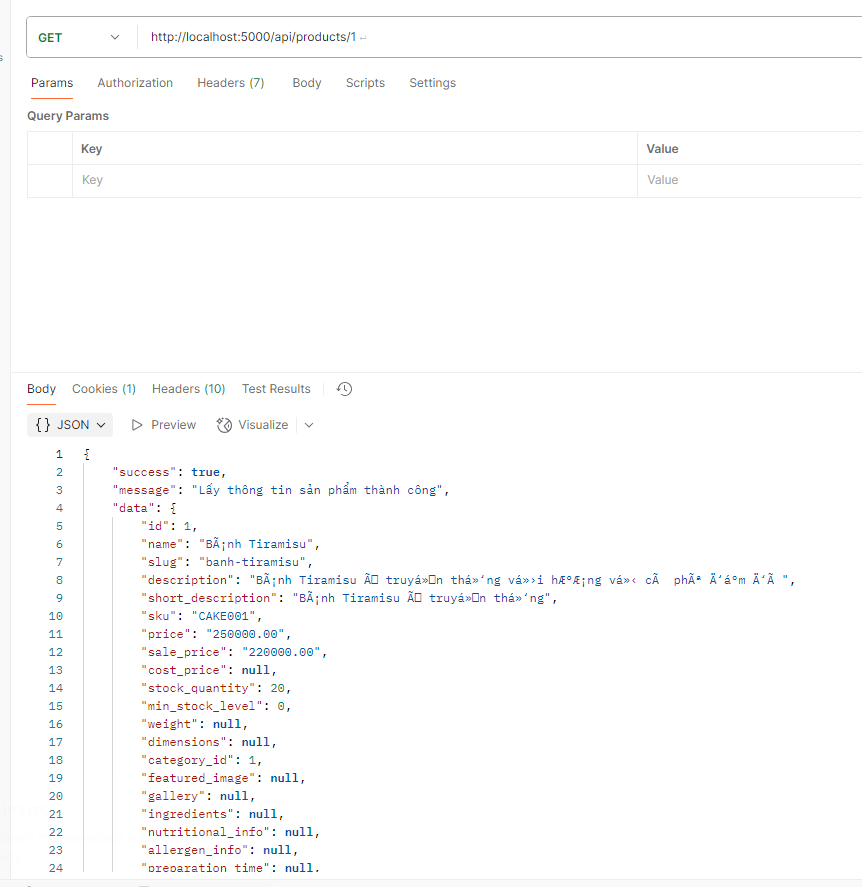 GET http://localhost:5000/api/products/1
Params Authorization Headers (7) Body Scripts Settings
Query Params
Key Value
Key Value
Body Cookies (1) Headers (10) Test Results
{} JSON Preview Visualize
1 {
2 "success": true,
3 "message": "Lấy thông tin sản phẩm thành công",
4 "data": {
5 "id": 1,
6 "name": "BÃ¡nh Tiramisu",
7 "slug": "banh-tiramisu",
8 "description": "BÃ¡nh Tiramisu Ã□ truyá»□n thá»‘ng vá»›i hÆ°Æ¡ng vá»‹ cÃ  phÃª Ä‘áº­m Ä‘Ã ",
9 "short_description": "BÃ¡nh Tiramisu Ã□ truyá»□n thá»‘ng",
10 "sku": "CAKE001",
11 "price": "250000.00",
12 "sale_price": "220000.00",
13 "cost_price": null,
14 "stock_quantity": 20,
15 "min_stock_level": 0,
16 "weight": null,
17 "dimensions": null,
18 "category_id": 1,
19 "featured_image": null,
20 "gallery": null,
21 "ingredients": null,
22 "nutritional_info": null,
23 "allergen_info": null,
24 "preparation_time": null,